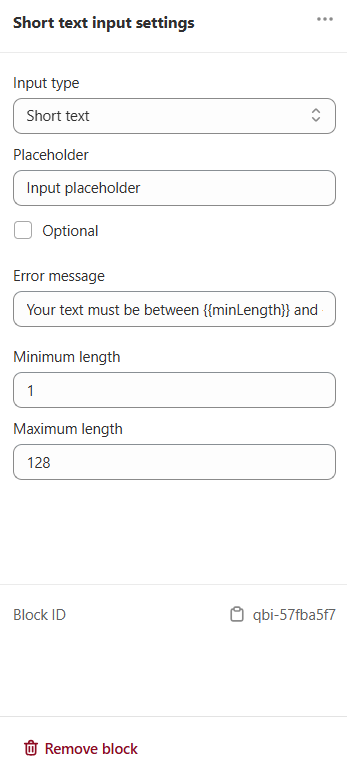 Short text input settings
Input type
Short text
Placeholder
Input placeholder
Optional
Error message
Your text must be between {{minLength}} and
Minimum length
1
Maximum length
128
Block ID
qbi-57fba5f7
Remove block